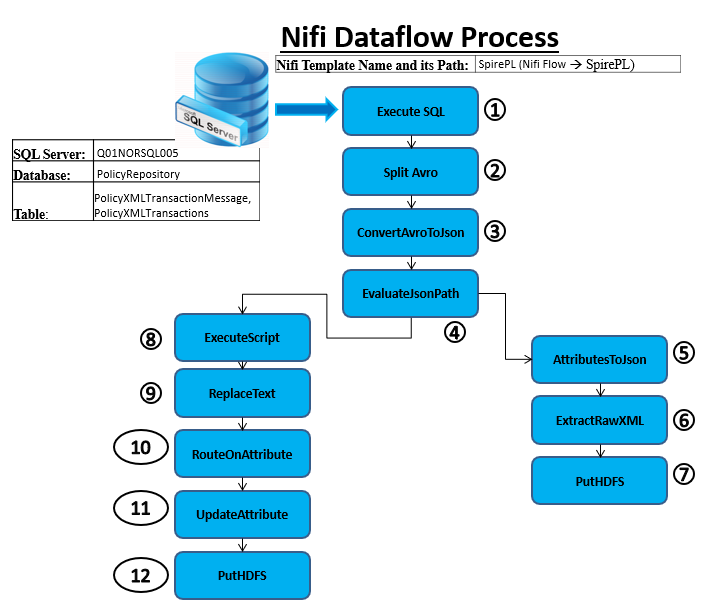 Nifi Dataflow Process
Nifi Template Name and its Path: SpirePL (Nifi Flow → SpirePL)
SQL Server
SQL Server: Q01NORSQL005
Database: PolicyRepository
Table: PolicyXMLTransactionMessage,
PolicyXMLTransactions
Execute SQL 1
Split Avro 2
ConvertAvroToJson 3
EvaluateJsonPath
4
8 ExecuteScript
9 ReplaceText
10 RouteOnAttribute
11 UpdateAttribute
12 PutHDFS
AttributesToJson 5
ExtractRawXML 6
PutHDFS 7